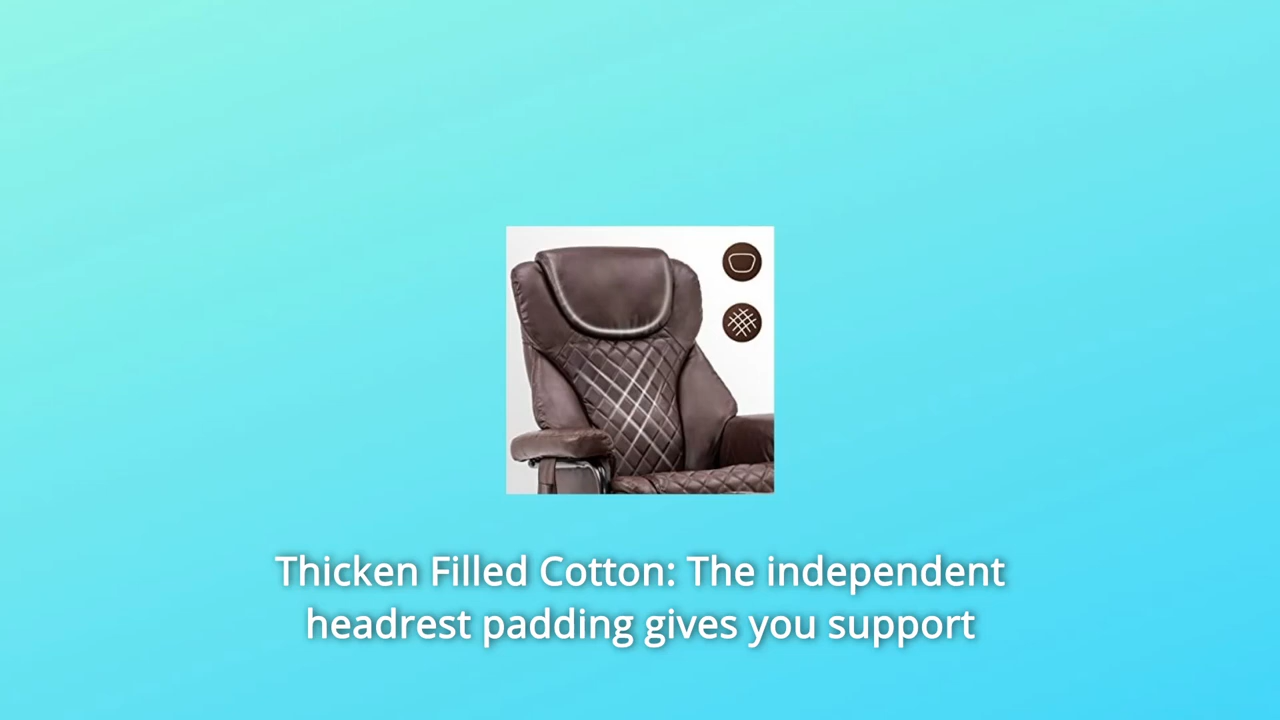 Thicken Filled Cotton: The independent
headrest padding gives you support